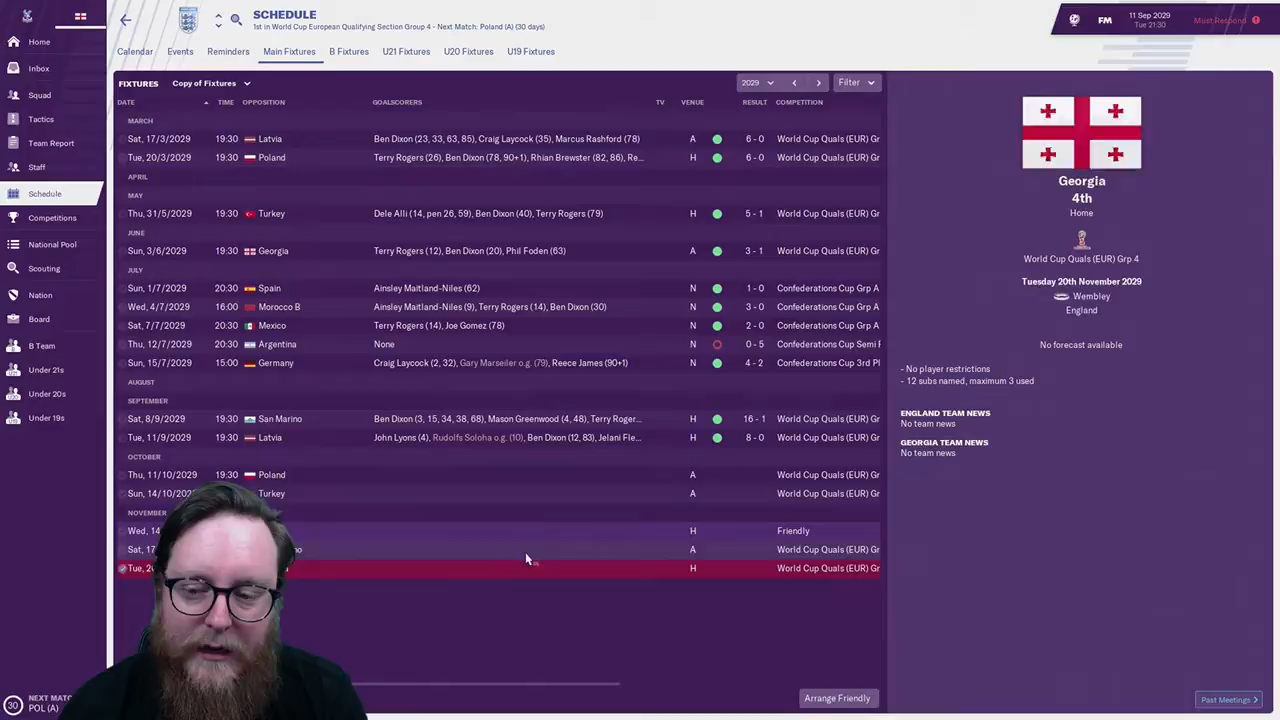 SCHEDULE
1st in World Cup European Qualifying Section Group 4 - Next Match: Poland (A) (30 days)
11 Sep 2029
Tue 21:30
FM
Must Respond
Calendar Events Reminders Main Fixtures B Fixtures U21 Fixtures U20 Fixtures U19 Fixtures
Home
Inbox
Squad
Tactics
Team Report
Staff
Schedule
Competitions
National Pool
Scouting
Nation
Board
B Team
Under 21s
Under 20s
Under 19s
30
NEXT MAT
POL (A)
FIXTURES Copy of Fixtures 2029 Filter
DATE TIME OPPOSITION GOALSCORERS TV VENUE RESULT COMPETITION
MARCH
Sat, 17/3/2029 19:30 Latvia Ben Dixon (23, 33, 63, 85), Craig Laycock (35), Marcus Rashford (78) A 6 - 0 World Cup Quals (EUR) Gr
Tue, 20/3/2029 19:30 Poland Terry Rogers (26), Ben Dixon (78, 90+1), Rhian Brewster (82, 86), Re... H 6 - 0 World Cup Quals (EUR) Gr
APRIL
MAY
Thu, 31/5/2029 19:30 Turkey Dele Alli (14, pen 26, 59), Ben Dixon (40), Terry Rogers (79) H 5 - 1 World Cup Quals (EUR) Gr
JUNE
Sun, 3/6/2029 19:30 Georgia Terry Rogers (12), Ben Dixon (20), Phil Foden (63) A 3 - 1 World Cup Quals (EUR) Gr
JULY
Sun, 1/7/2029 20:30 Spain Ainsley Maitland-Niles (62) N 1 - 0 Confederations Cup Grp A
Wed, 4/7/2029 16:00 Morocco B Ainsley Maitland-Niles (9), Terry Rogers (14), Ben Dixon (30) N 3 - 0 Confederations Cup Grp A
Sat, 7/7/2029 20:30 Mexico Terry Rogers (14), Joe Gomez (78) N 2 - 0 Confederations Cup Grp A
Thu, 12/7/2029 20:30 Argentina None N 0 - 5 Confederations Cup Semi F
Sun, 15/7/2029 15:00 Germany Craig Laycock (2, 32), Gary Marseiler o.g. (79), Reece James (90+1) N 4 - 2 Confederations Cup 3rd Pl
AUGUST
SEPTEMBER
Sat, 8/9/2029 19:30 San Marino Ben Dixon (3, 15, 34, 38, 68), Mason Greenwood (4, 48), Terry Roger... H 16 - 1 World Cup Quals (EUR) Gr
Tue, 11/9/2029 19:30 Latvia John Lyons (4), Rudolfs Soloha o.g. (10), Ben Dixon (12, 83), Jelani Fle... H 8 - 0 World Cup Quals (EUR) Gr
OCTOBER
Thu, 11/10/2029 19:30 Poland A World Cup Quals (EUR) Gr
Sun, 14/10/202 Turkey A World Cup Quals (EUR) Gr
NOVEMBER
Wed, 14 H Friendly
Sat, 17 no A World Cup Quals (EUR) Gr
Tue, 2 H World Cup Quals (EUR) Gr
Arrange Friendly
Georgia
4th
Home
World Cup Quals (EUR) Grp 4
Tuesday 20th November 2029
Wembley
England
No forecast available
- No player restrictions
- 12 subs named, maximum 3 used
ENGLAND TEAM NEWS
No team news
GEORGIA TEAM NEWS
No team news
Past Meetings